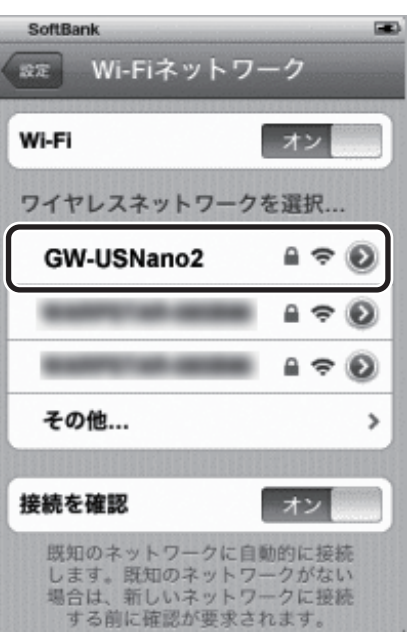 SoftBank
設定 Wi-Fiネットワーク
Wi-Fi オン
ワイヤレスネットワークを選択...
GW-USNano2
その他...
接続を確認 オン
既知のネットワークに自動的に接続
します。既知のネットワークがない
場合は、新しいネットワークに接続
する前に確認が要求されます。